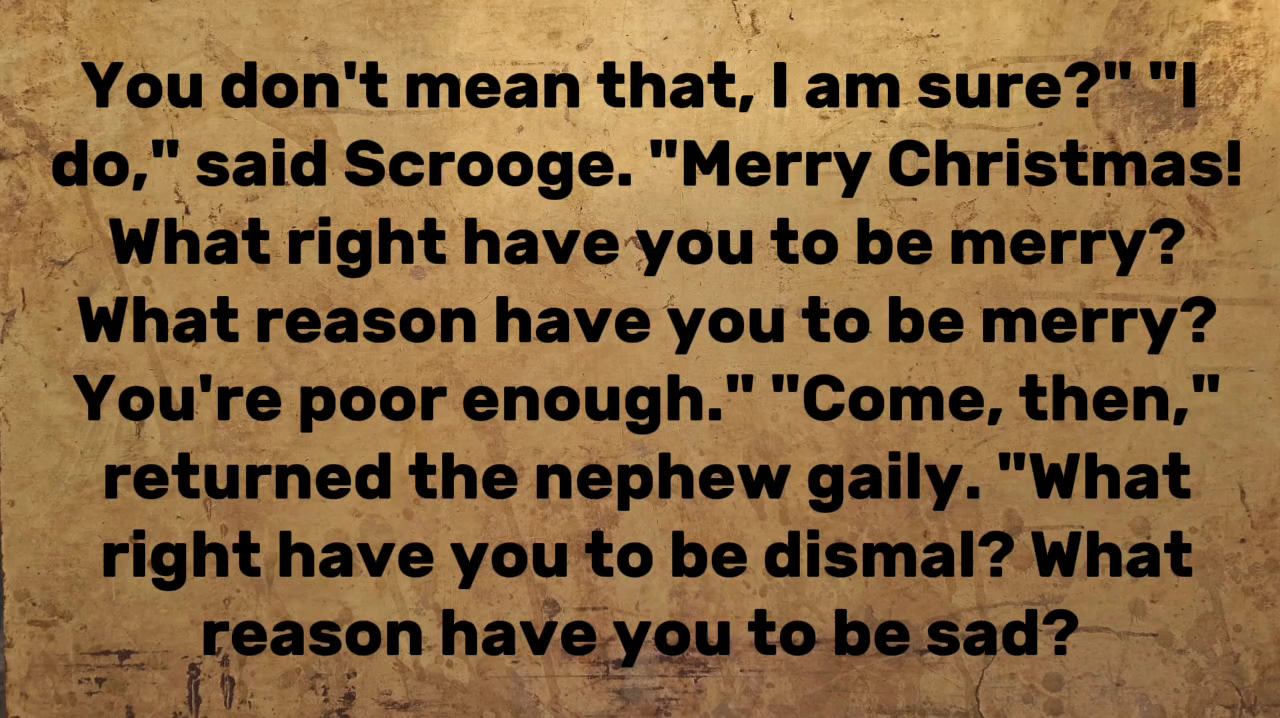 You don't mean that, I am sure?" "I
do," said Scrooge. "Merry Christmas!
What right have you to be merry?
What reason have you to be merry?
You're poor enough." "Come, then,"
returned the nephew gaily. "What
right have you to be dismal? What
reason have you to be sad?